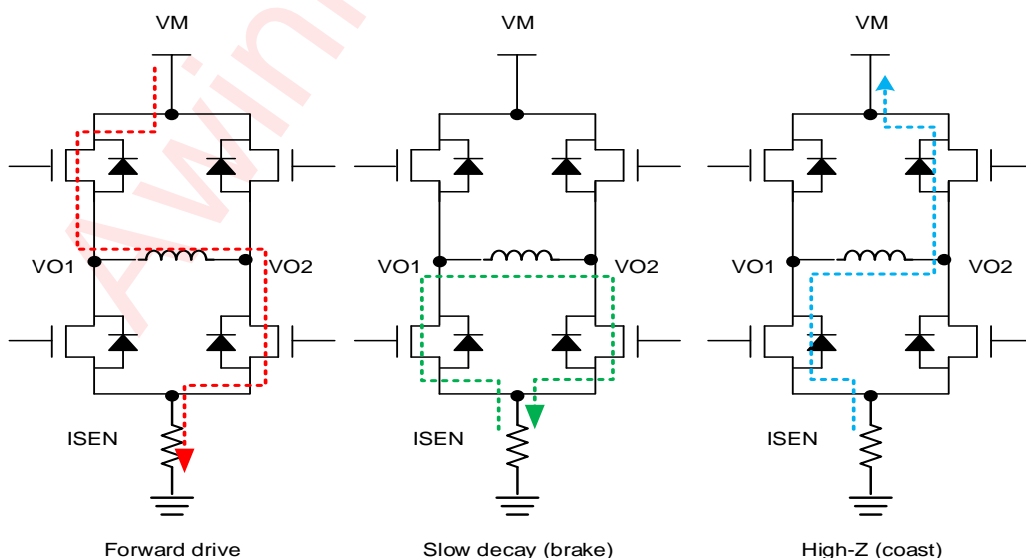 VM VM VM
VO1 VO2 VO1 VO2 VO1 VO2
ISEN ISEN ISEN
Forward drive Slow decay (brake) High-Z (coast)
Awin